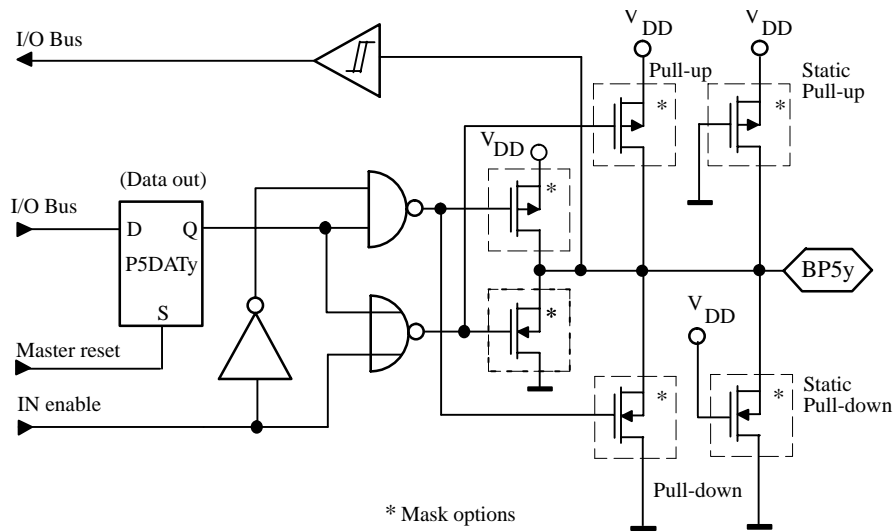 I/O Bus
V
DD
V
DD
Pull-up
Static
Pull-up
*
*
V
DD
(Data out)
*
I/O Bus
D
Q
P5DATy
BP5y
S
*
V
DD
Master reset
Static
Pull-down
*
*
IN enable
Pull-down
* Mask options